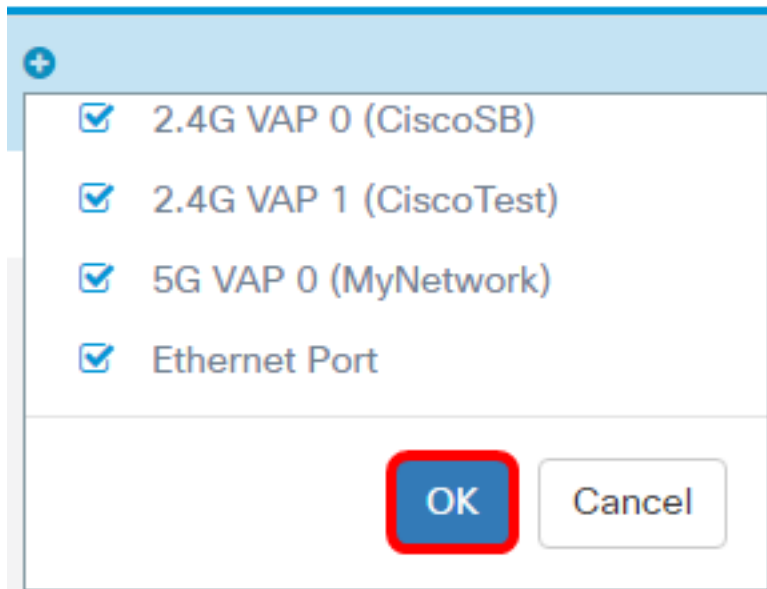 2.4G VAP 0 (CiscoSB)
2.4G VAP 1 (CiscoTest)
5G VAP 0 (MyNetwork)
Ethernet Port
OK Cancel